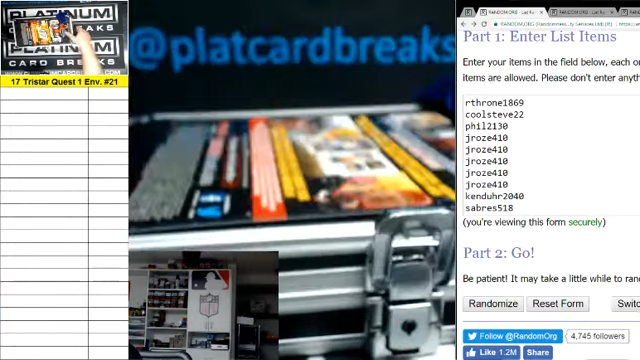 PLATINUM
PLATINUM
CARD BREAKS
17 Tristar Quest 1 Env. #21
@platcardbreaks
Part 1: Enter List Items
Enter your items in the field below, each on
items are allowed. Please don't enter anyth
rthrone1869
coolsteve22
phil2130
jroze410
jroze410
jroze410
jroze410
jroze410
kenduhr2040
sabres518
(you're viewing this form securely)
Part 2: Go!
Be patient! It may take a little while to ran
Randomize
Reset Form
Switc
Follow @RandomOrg
4,745 followers
Like 1.2M
Share